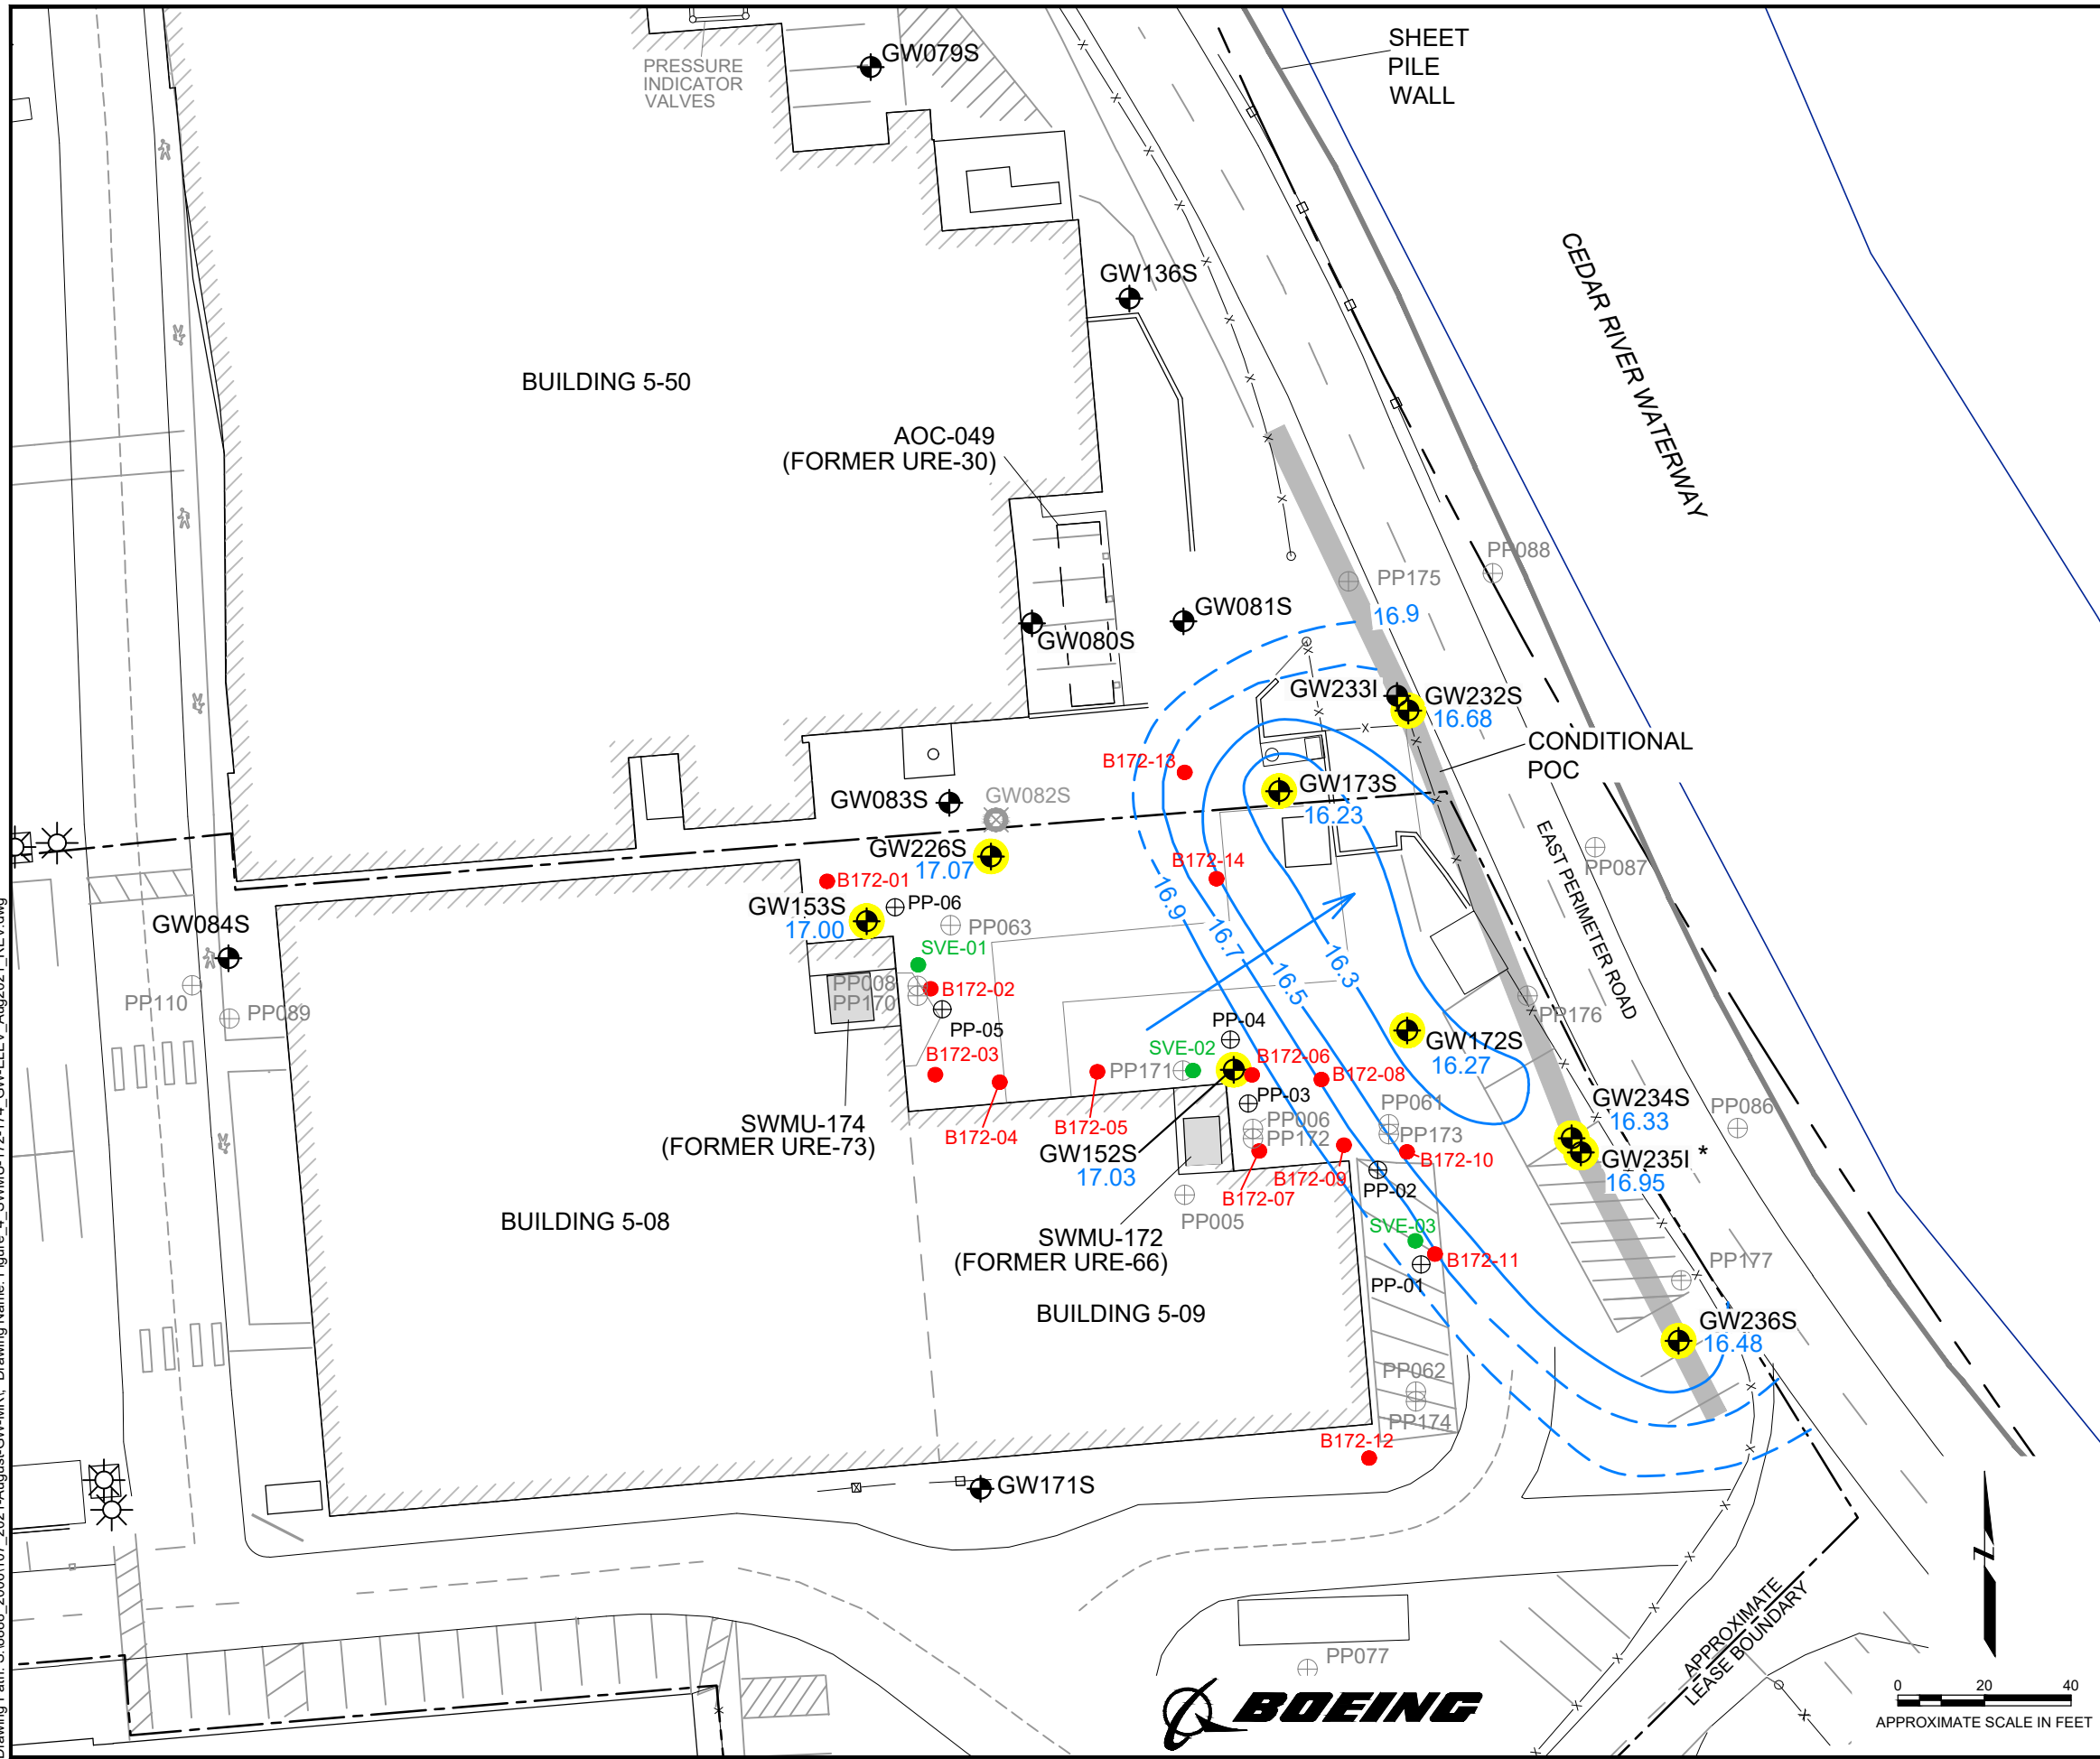 SHEET
PILE
WALL
GW079S
PRESSURE
INDICATOR
VALVES
CEDAR RIVER WATERWAY
GW136S
BUILDING 5-50
AOC-049
(FORMER URE-30)
PP088
PP175
16.9
GW081S
GW080S
GW233I
GW232S
16.68
CONDITIONAL
POC
B172-13
GW173S
16.23
GW083S
GW082S
GW226S
17.07
B172-14
EAST PERIMETER ROAD
PP087
B172-01
GW153S
17.00
PP-06
PP063
16.9
16.7
16.5
16.3
GW084S
SVE-01
PP008
PP170
B172-02
PP110
PP089
PP-05
PP-04
PP176
GW172S
16.27
B172-03
SVE-02
PP171
B172-06
B172-08
PP-03
GW234S
16.33
PP086
PP061
SWMU-174
(FORMER URE-73)
B172-04
B172-05
PP006
PP172
PP173
GW152S
17.03
B172-10
GW235I *
16.95
B172-09
PP-02
B172-07
PP005
BUILDING 5-08
SWMU-172
(FORMER URE-66)
SVE-03
B172-11
PP177
PP-01
BUILDING 5-09
GW236S
16.48
PP062
PP174
B172-12
GW171S
N
APPROXIMATE
LEASE BOUNDARY
PP077
BOEING
0 20 40
APPROXIMATE SCALE IN FEET